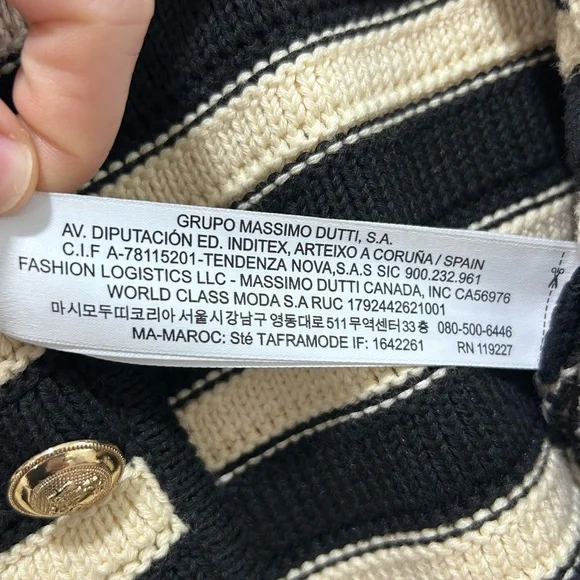 GRUPO MASSIMO DUTTI, S.A.
AV. DIPUTACIÓN ED. INDITEX, ARTEIXO A CORUÑA / SPAIN
C.I.F A-78115201-TENDENZA NOVA,S.A.S SIC 900.232.961
FASHION LOGISTICS LLC - MASSIMO DUTTI CANADA, INC CA56976
WORLD CLASS MODA S.A RUC 1792442621001
마시모두띠코리아 서울시강남구영동대로511무역센터33층 080-500-6446
MA-MAROC: Sté TAFRAMODE IF: 1642261 RN 119227